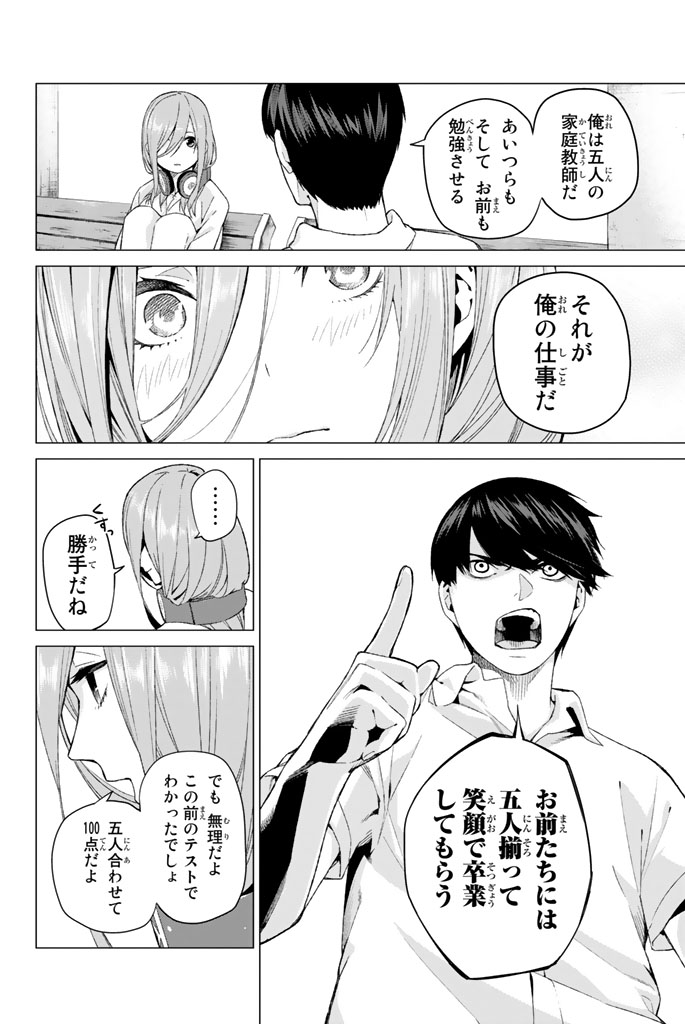 俺は五人の
家庭教師だ
あいつらも
そして お前も
勉強させる
それが
俺の仕事だ
お前たちには
五人揃って
笑顔で卒業
してもらう
……
くすっ
勝手だね
でも 無理だよ
この前のテストで
わかったでしょ
五人合わせて
100点だよ